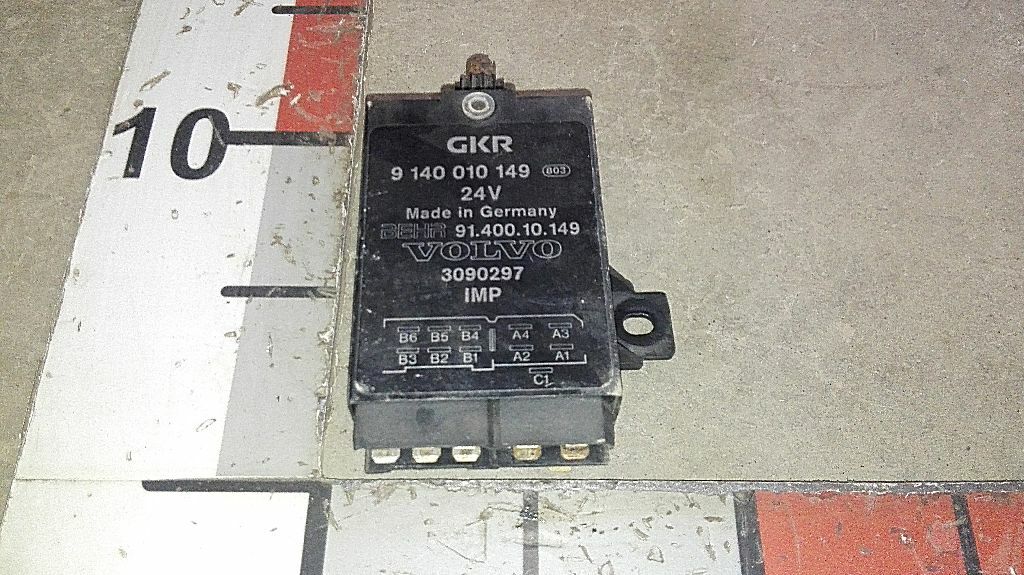 10
GKR
9 140 010 149 803
24V
Made in Germany
BEHR 91.400.10.149
VOLVO
3090297
IMP
B6 B5 B4 A4 A3
B3 B2 B1 A2 A1
C1